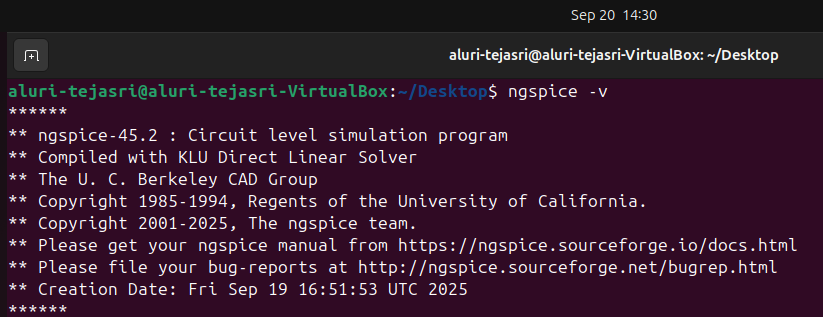 Sep 20 14:30
aluri-tejasri@aluri-tejasri-VirtualBox: ~/Desktop
aluri-tejasri@aluri-tejasri-VirtualBox:~/Desktop$ ngspice -v
******
** ngspice-45.2 : Circuit level simulation program
** Compiled with KLU Direct Linear Solver
** The U. C. Berkeley CAD Group
** Copyright 1985-1994, Regents of the University of California.
** Copyright 2001-2025, The ngspice team.
** Please get your ngspice manual from https://ngspice.sourceforge.io/docs.html
** Please file your bug-reports at http://ngspice.sourceforge.net/bugrep.html
** Creation Date: Fri Sep 19 16:51:53 UTC 2025
******